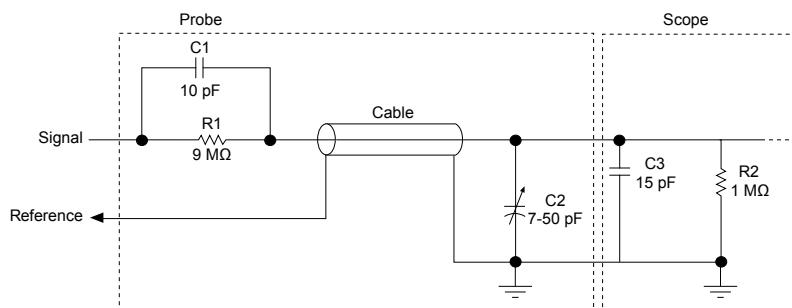 Probe
Scope
C1
10 pF
Cable
Signal
R1
9 MΩ
C3
15 pF
R2
1 MΩ
C2
7-50 pF
Reference